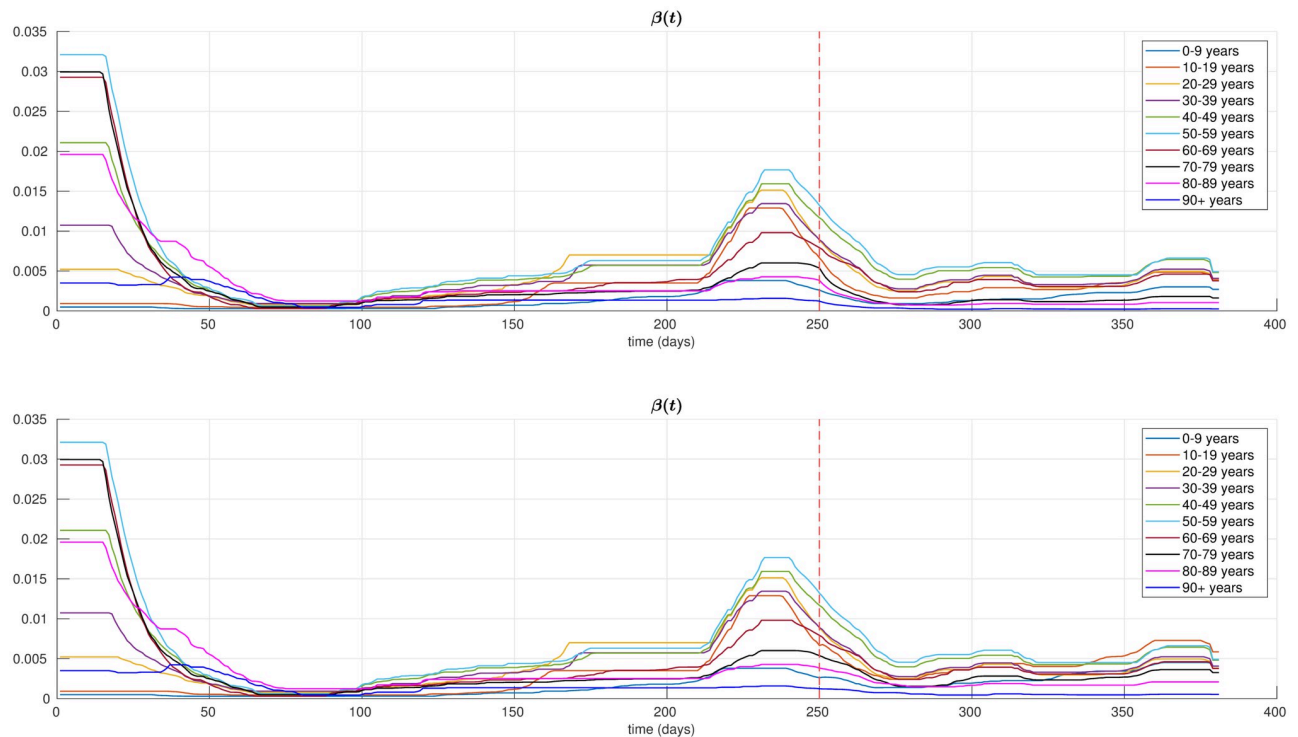 β(t)
0.035
0.03
0.025
0.02
0.015
0.01
0.005
0
0 50 100 150 200 250 300 350 400
time (days)
0-9 years
10-19 years
20-29 years
30-39 years
40-49 years
50-59 years
60-69 years
70-79 years
80-89 years
90+ years
β(t)
0.035
0.03
0.025
0.02
0.015
0.01
0.005
0
0 50 100 150 200 250 300 350 400
time (days)
0-9 years
10-19 years
20-29 years
30-39 years
40-49 years
50-59 years
60-69 years
70-79 years
80-89 years
90+ years